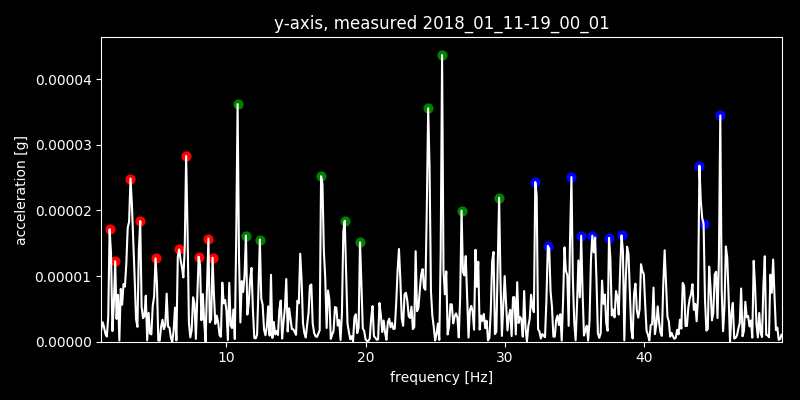 y-axis, measured 2018_01_11-19_00_01
0.00004
0.00003
0.00002
0.00001
0.00000
acceleration [g]
10 20 30 40
frequency [Hz]